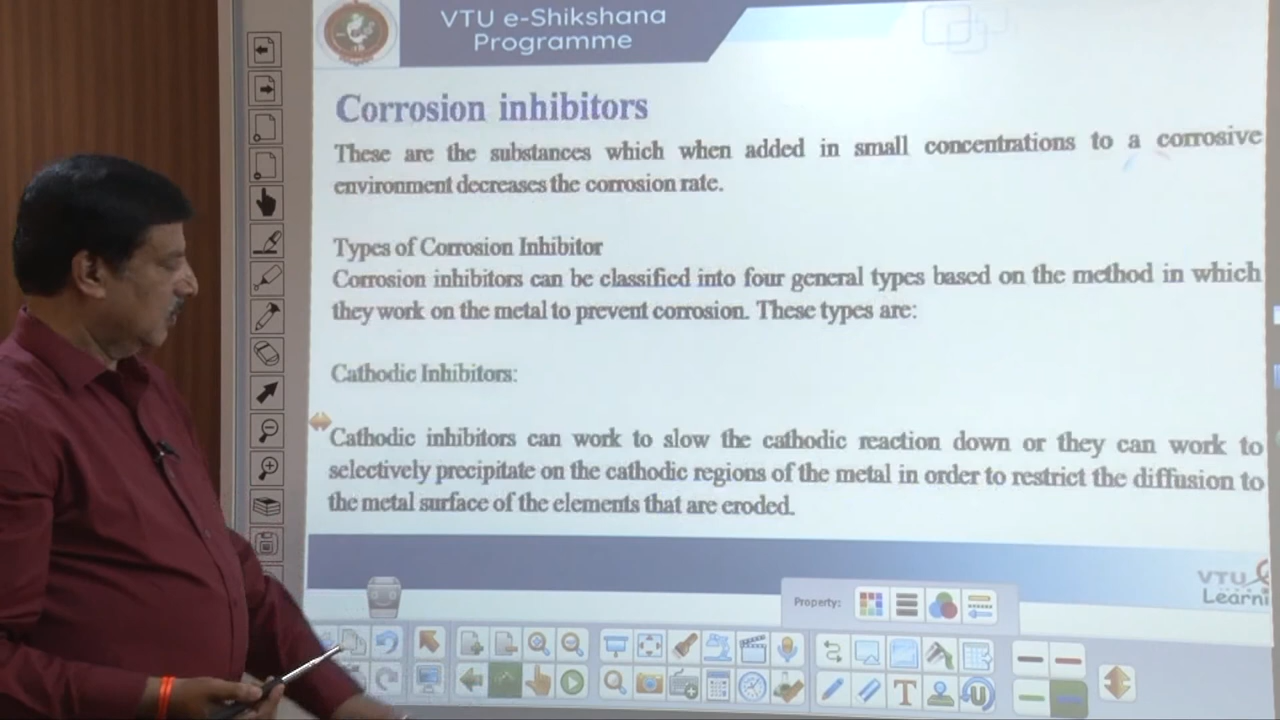 VTU e-Shikshana
Programme
Corrosion inhibitors
These are the substances which when added in small concentrations to a corrosive
environment decreases the corrosion rate.
Types of Corrosion Inhibitor
Corrosion inhibitors can be classified into four general types based on the method in which
they work on the metal to prevent corrosion. These types are:
Cathodic Inhibitors:
Cathodic inhibitors can work to slow the cathodic reaction down or they can work to
selectively precipitate on the cathodic regions of the metal in order to restrict the diffusion to
the metal surface of the elements that are eroded.
VTU
Learni
Property: